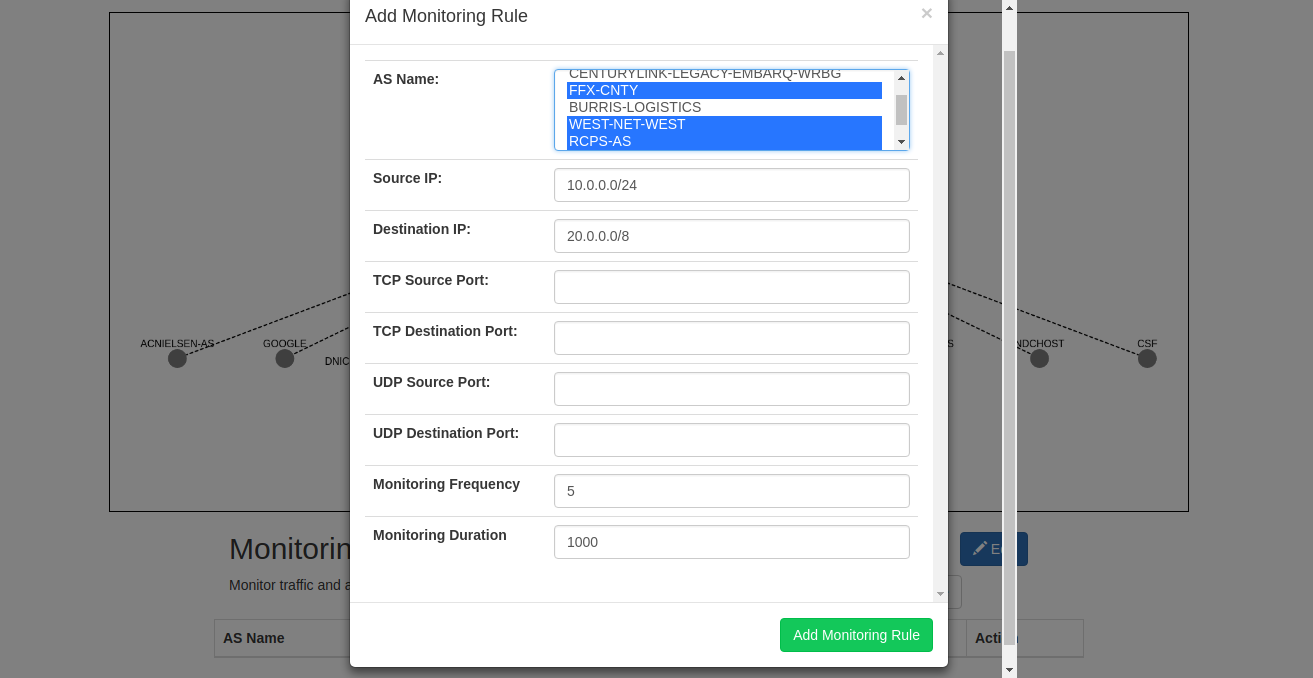 Add Monitoring Rule ×
AS Name:
CENTURYLINK-LEGACY-EMBARQ-WRBG
FFX-CNTY
BURRIS-LOGISTICS
WEST-NET-WEST
RCPS-AS
Source IP: 10.0.0.0/24
Destination IP: 20.0.0.0/8
TCP Source Port:
TCP Destination Port:
UDP Source Port:
UDP Destination Port:
Monitoring Frequency 5
Monitoring Duration 1000
Add Monitoring Rule
ACNIELSEN-AS
GOOGLE
DNIC
S
NDCHOST
CSF
Monitorin
Monitor traffic and a
AS Name
Acti